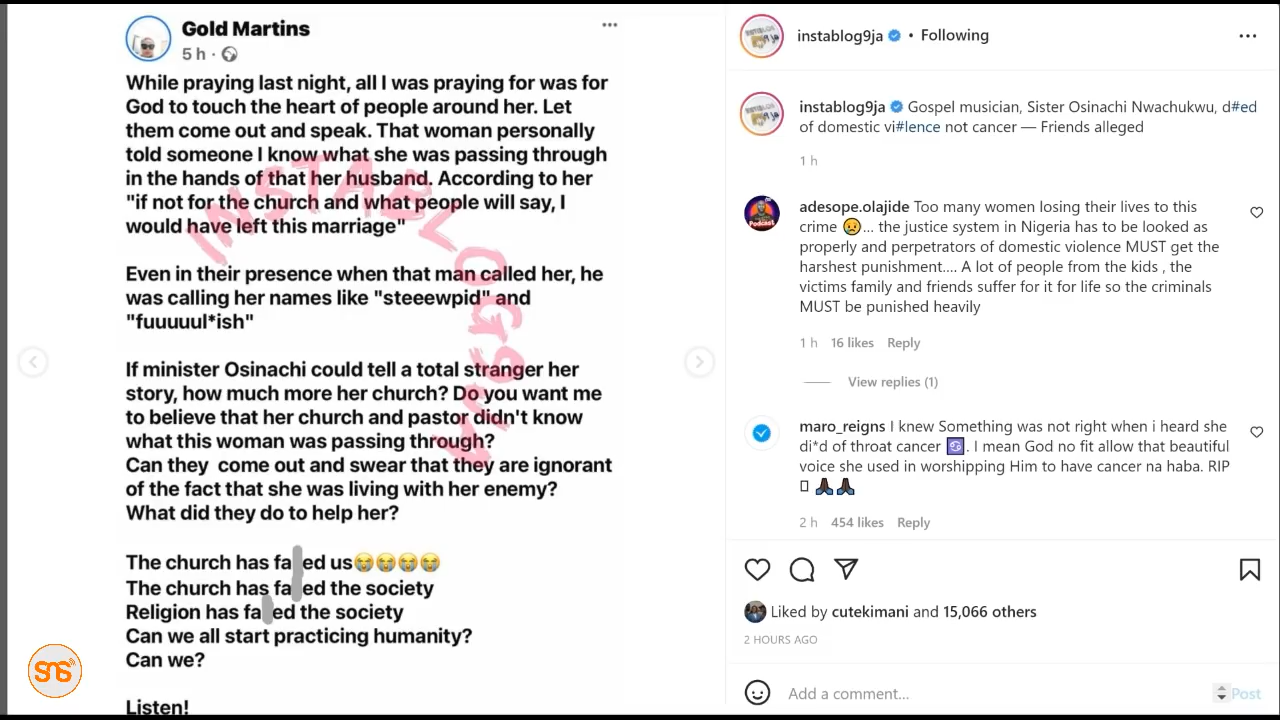 Gold Martins
5 h ·
While praying last night, all I was praying for was for
God to touch the heart of people around her. Let
them come out and speak. That woman personally
told someone I know what she was passing through
in the hands of that her husband. According to her
"if not for the church and what people will say, I
would have left this marriage"
Even in their presence when that man called her, he
was calling her names like "steeewpid" and
"fuuuuul*ish"
If minister Osinachi could tell a total stranger her
story, how much more her church? Do you want me
to believe that her church and pastor didn't know
what this woman was passing through?
Can they come out and swear that they are ignorant
of the fact that she was living with her enemy?
What did they do to help her?
The church has fa ed us😭😭😭😭
The church has fa ed the society
Religion has fa ed the society
Can we all start practicing humanity?
Can we?
Listen!
INSTABLOG9JA
SNS
instablog9ja • Following
instablog9ja Gospel musician, Sister Osinachi Nwachukwu, d#ed
of domestic vi#lence not cancer — Friends alleged
1 h
adesope.olajide Too many women losing their lives to this
crime 😥... the justice system in Nigeria has to be looked as
properly and perpetrators of domestic violence MUST get the
harshest punishment.... A lot of people from the kids , the
victims family and friends suffer for it for life so the criminals
MUST be punished heavily
1 h 16 likes Reply
View replies (1)
maro_reigns I knew Something was not right when i heard she
di*d of throat cancer ♋. I mean God no fit allow that beautiful
voice she used in worshipping Him to have cancer na haba. RIP
🙏🏿🙏🏿
2 h 454 likes Reply
Liked by cutekimani and 15,066 others
2 HOURS AGO
Add a comment... Post